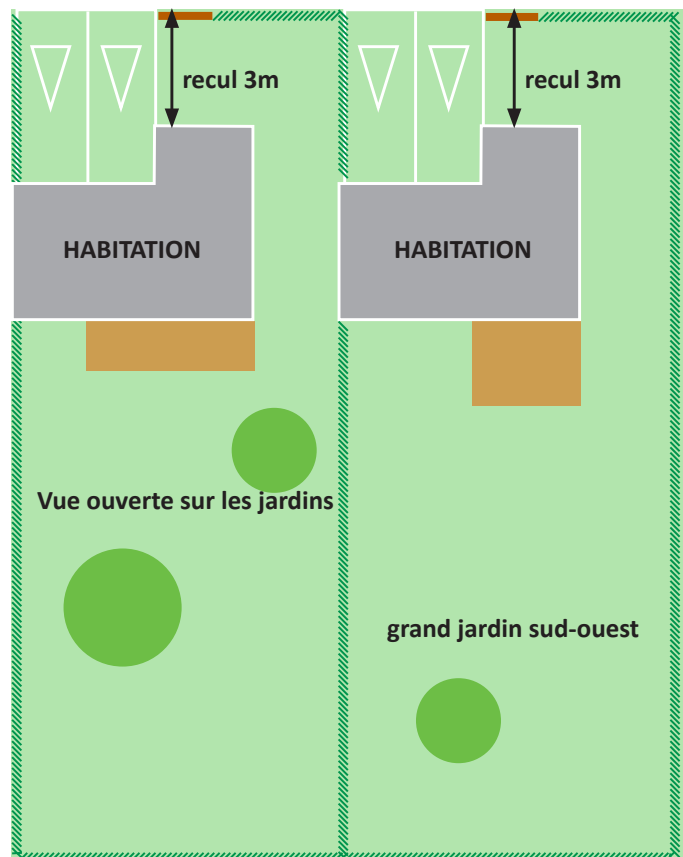 recul 3m
recul 3m
HABITATION
HABITATION
Vue ouverte sur les jardins
grand jardin sud-ouest